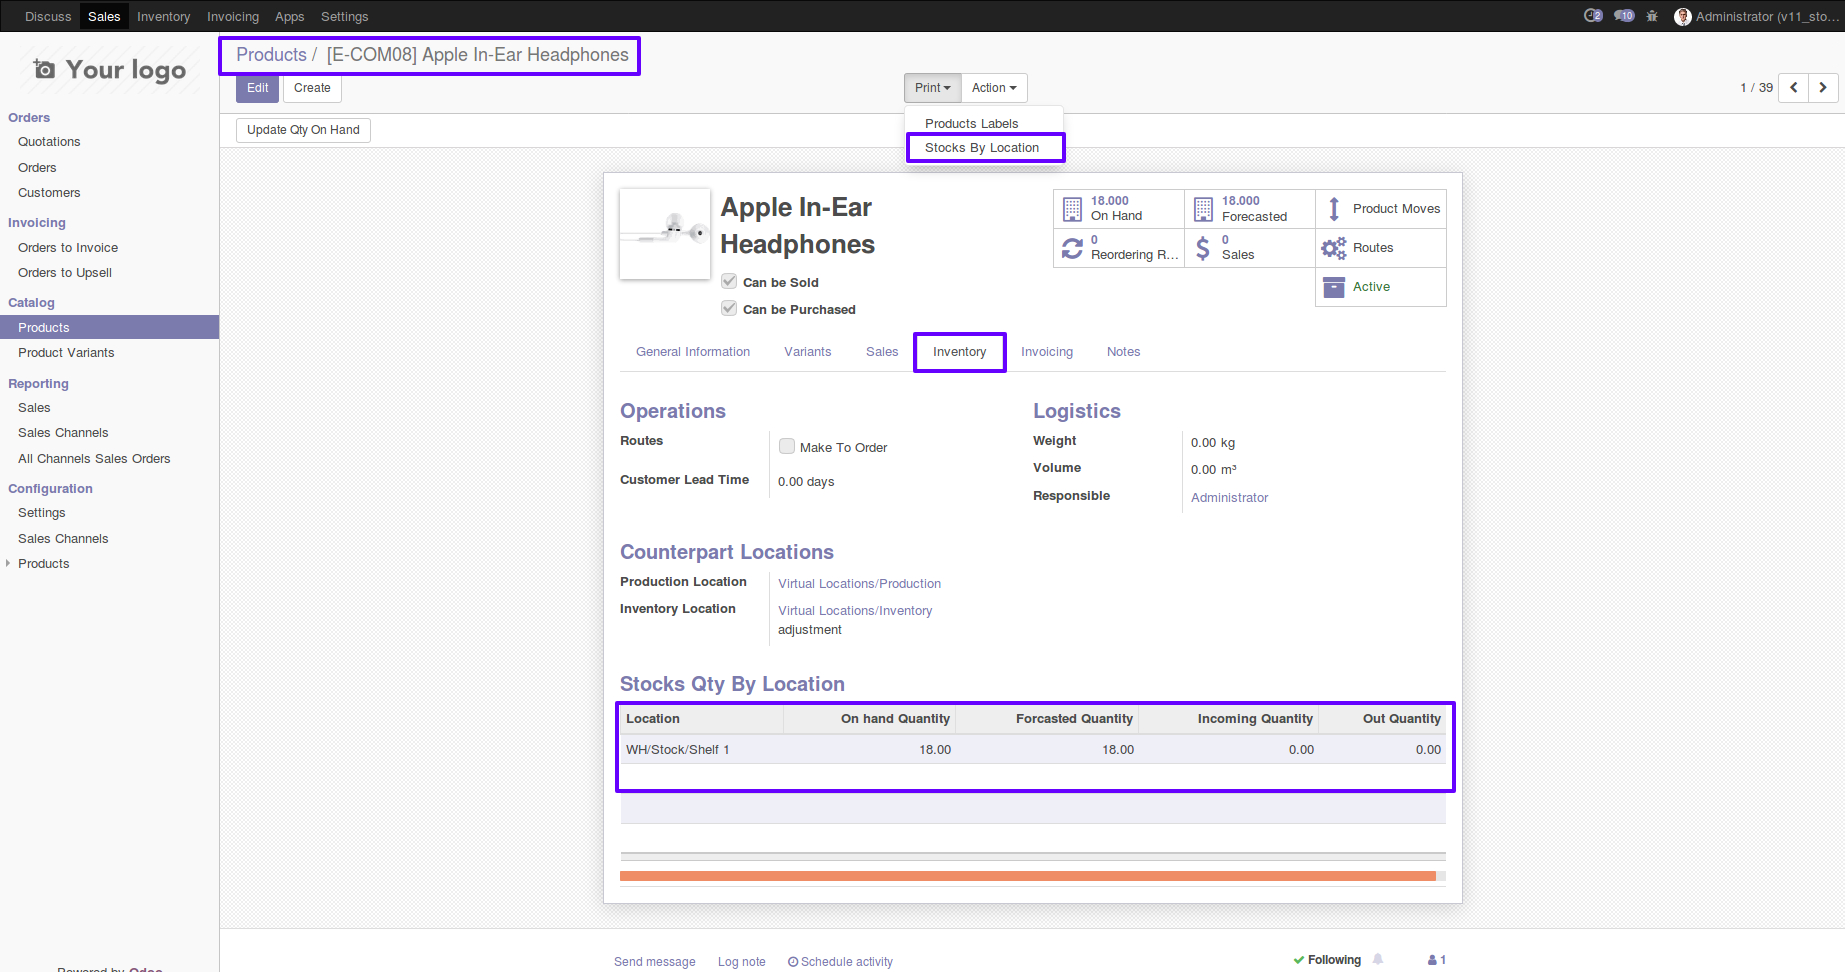 Discuss Sales Inventory Invoicing Apps Settings
2 10 Administrator (v11_sto...
Your logo
Products / [E-COM08] Apple In-Ear Headphones
Edit Create
Print Action
1 / 39
Products Labels
Stocks By Location
Update Qty On Hand
Orders
Quotations
Orders
Customers
Invoicing
Orders to Invoice
Orders to Upsell
Catalog
Products
Product Variants
Reporting
Sales
Sales Channels
All Channels Sales Orders
Configuration
Settings
Sales Channels
Products
Powered by Odoo
Apple In-Ear
Headphones
Can be Sold
Can be Purchased
18.000
On Hand
18.000
Forecasted
Product Moves
0
Reordering R...
0
Sales
Routes
Active
General Information Variants Sales Inventory Invoicing Notes
Operations
Routes Make To Order
Customer Lead Time 0.00 days
Logistics
Weight 0.00 kg
Volume 0.00 m³
Responsible Administrator
Counterpart Locations
Production Location Virtual Locations/Production
Inventory Location Virtual Locations/Inventory
adjustment
Stocks Qty By Location
Location On hand Quantity Forcasted Quantity Incoming Quantity Out Quantity
WH/Stock/Shelf 1 18.00 18.00 0.00 0.00
Send message Log note Schedule activity
Following 1